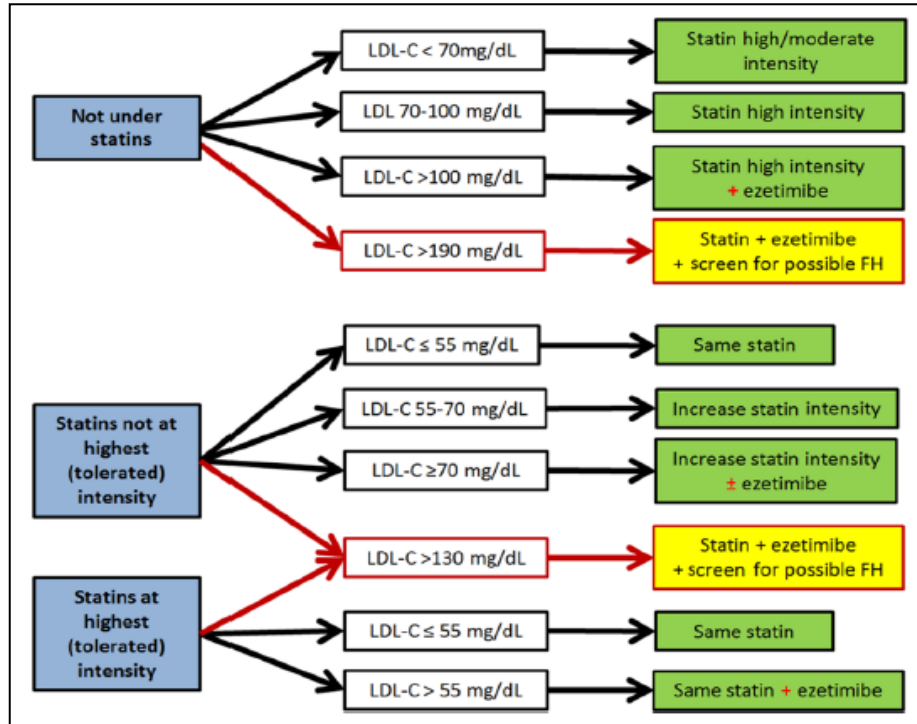 LDL-C < 70mg/dL
Statin high/moderate
intensity
Not under
statins
LDL 70-100 mg/dL
Statin high intensity
LDL-C >100 mg/dL
Statin high intensity
+ ezetimibe
LDL-C >190 mg/dL
Statin + ezetimibe
+ screen for possible FH
LDL-C ≤ 55 mg/dL
Same statin
Statins not at
highest
(tolerated)
intensity
LDL-C 55-70 mg/dL
Increase statin intensity
LDL-C ≥70 mg/dL
Increase statin intensity
± ezetimibe
LDL-C >130 mg/dL
Statin + ezetimibe
+ screen for possible FH
Statins at
highest
(tolerated)
intensity
LDL-C ≤ 55 mg/dL
Same statin
LDL-C > 55 mg/dL
Same statin + ezetimibe